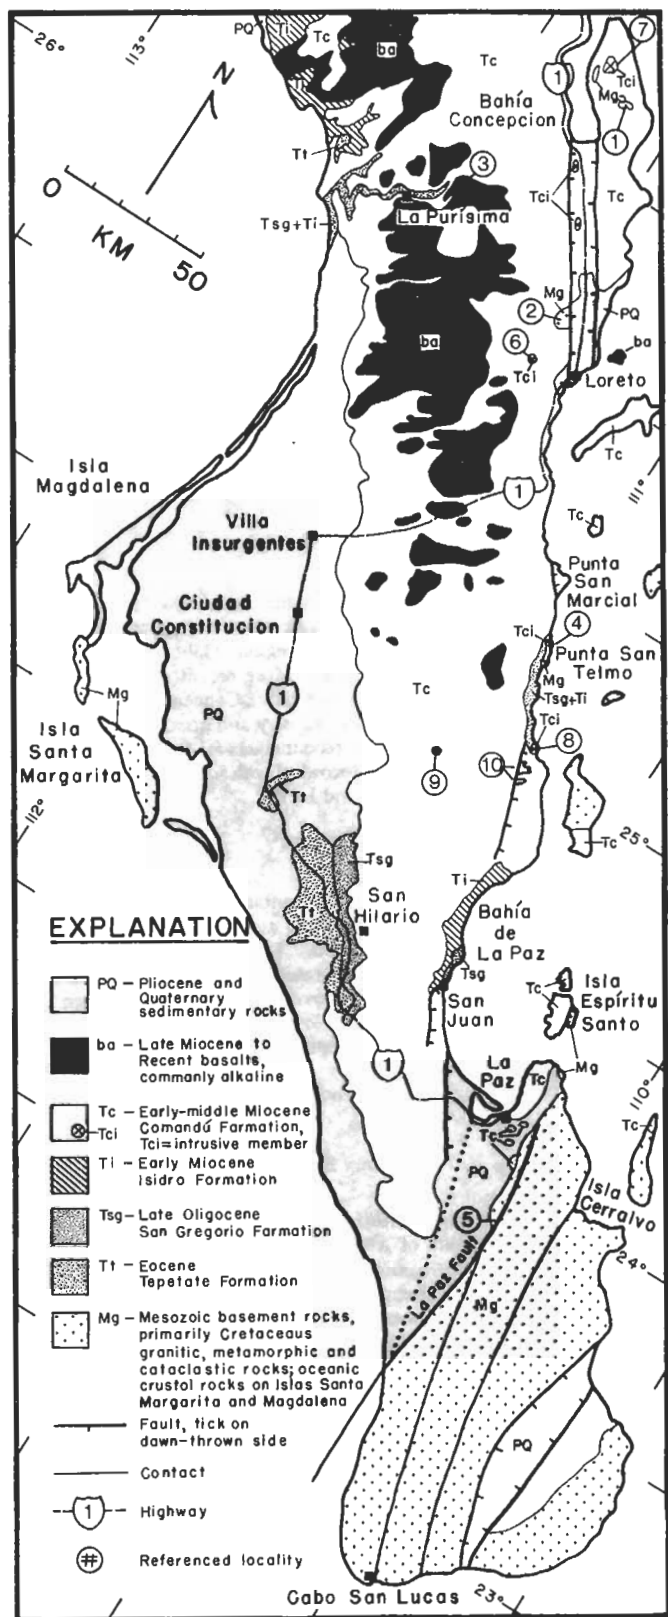 26°
113°
PQ
Ti
Tc
ba
Tc
1
7
Tci
Mg
1
Bahía
Concepcion
N
Tt
3
0
KM
50
Tsg+Ti
La Purísima
Tci
Tc
Mg
2
PQ
ba
6
Tci
ba
Loreto
Tc
Isla
Magdalena
1
111°
Villa
Insurgentes
Tc
Punta
San
Marcial
Ciudad
Constitucion
Tci
4
Punta San
Telmo
Mg
Tsg+Ti
Mg
1
Tc
PQ
Tci
8
Isla
Santa
Margarita
9
10
Tt
112°
Tc
25°
Tsg
Ti
Tt
San
Hilario
Bahía
de
La Paz
Tsg
San
Juan
Tc
Isla
Espíritu
Santo
1
La
Paz
Tc
Mg
110°
Tc
Tc
PQ
Isla
Cerralvo
5
La Paz Fault
24°
Mg
PQ
EXPLANATION
PQ – Pliocene and
Quaternary
sedimentary rocks
ba – Late Miocene to
Recent basalts,
commanly alkaline
Tc – Early-middle Miocene
Comandú Farmation,
Tci Tci=intrusive member
Ti – Early Miocene
Isidro Formation
Tsg – Late Oligocene
San Gregorio Farmation
Tt – Eocene
Tepetate Formation
Mg – Mesozoic basement rocks,
primarily Cretaceaus
granitic, metamorphic and
cataclastic rocks; oceanic
crustol rocks on Islas Santa
Margarita and Magdalena
Fault, tick on
dawn-thrown side
Contact
1 Highway
# Referenced locality
Cabo San Lucas
23°